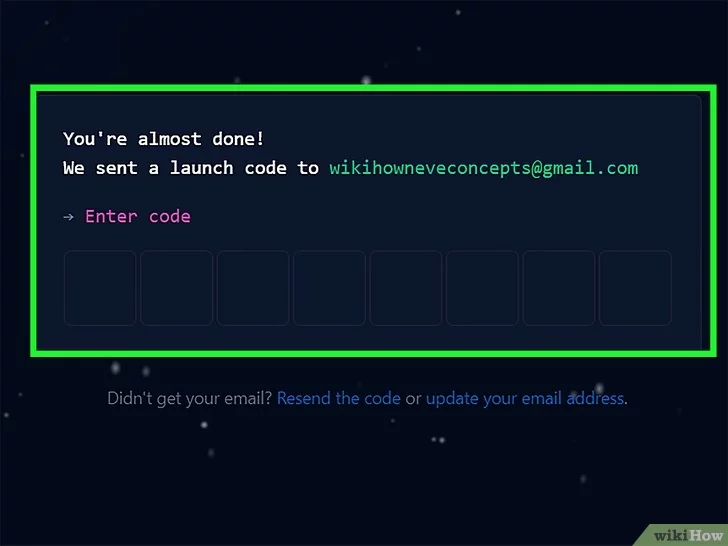 You're almost done!
We sent a launch code to wikihowneveconcepts@gmail.com
→ Enter code
Didn't get your email? Resend the code or update your email address.
wikiHow